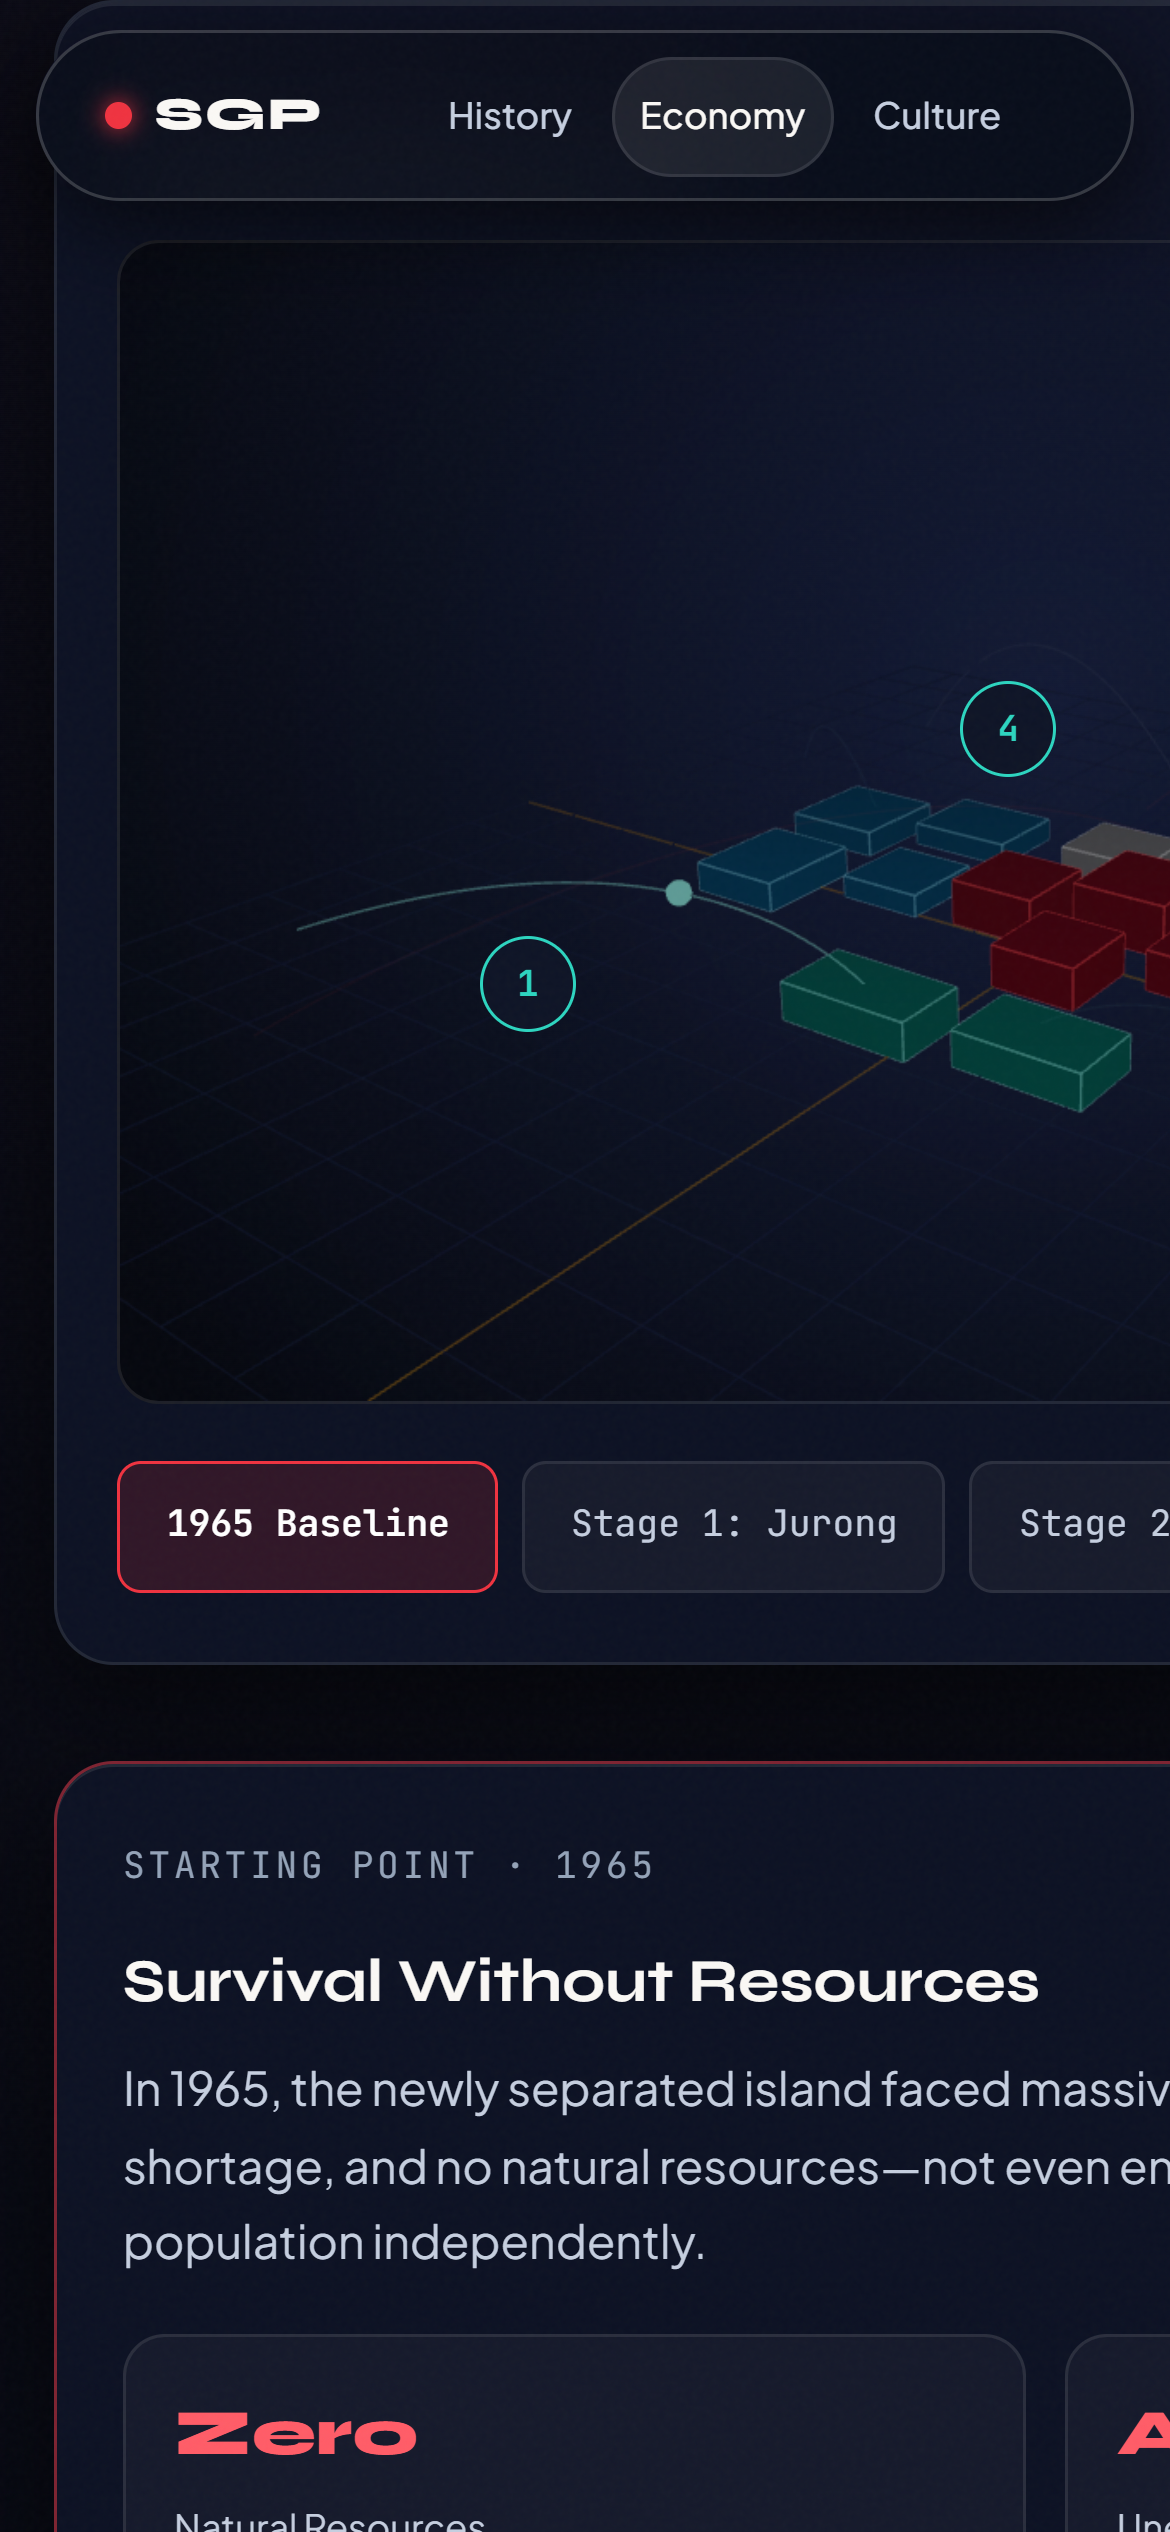 SGP
History
Economy
Culture
4
1
1965 Baseline
Stage 1: Jurong
Stage 2
STARTING POINT · 1965
Survival Without Resources
In 1965, the newly separated island faced massiv
shortage, and no natural resources—not even en
population independently.
Zero
A
Natural Resources
Une